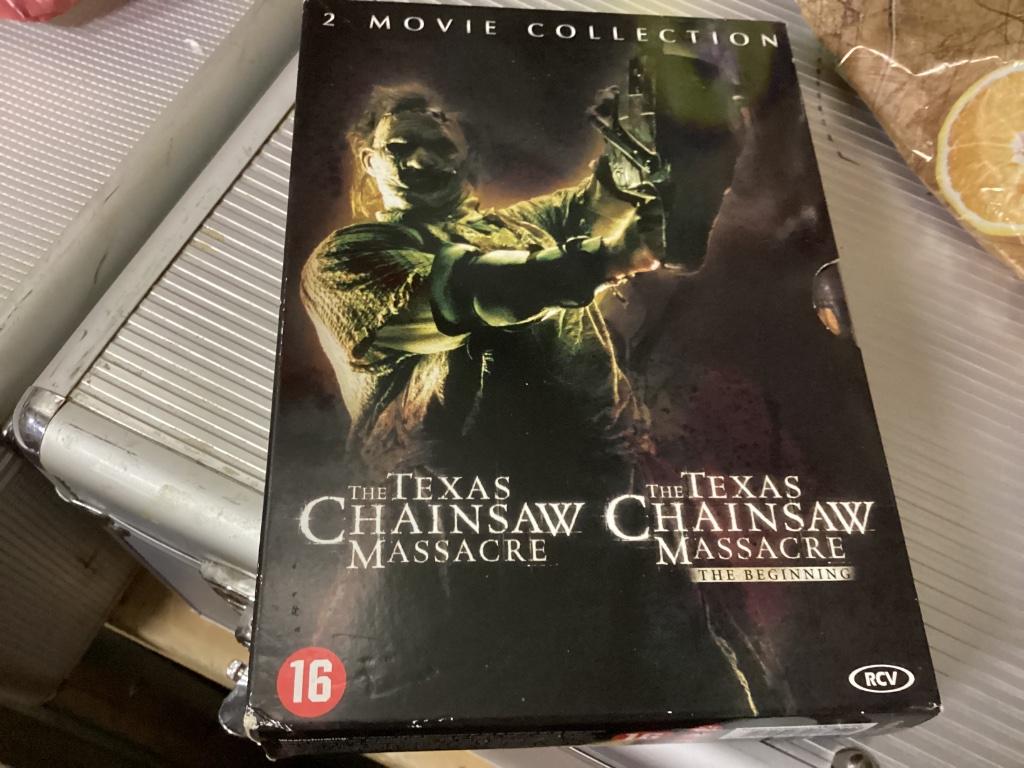 2 MOVIE COLLECTION
THE TEXAS
CHAINSAW
MASSACRE
THE TEXAS
CHAINSAW
MASSACRE
THE BEGINNING
16
RCV